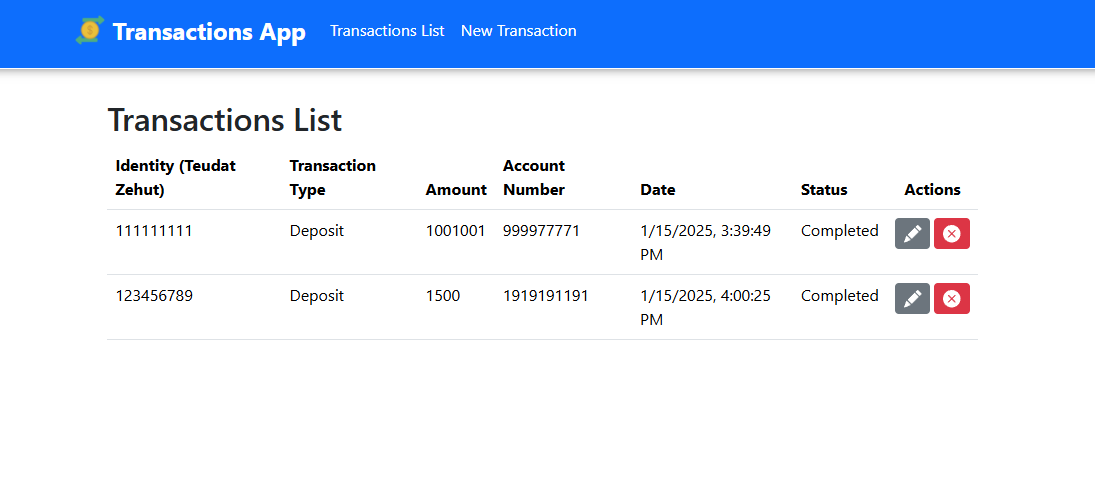 Transactions App Transactions List New Transaction
Transactions List
Identity (Teudat Zehut) Transaction Type Amount Account Number Date Status Actions
111111111 Deposit 1001001 999977771 1/15/2025, 3:39:49 PM Completed
123456789 Deposit 1500 1919191191 1/15/2025, 4:00:25 PM Completed